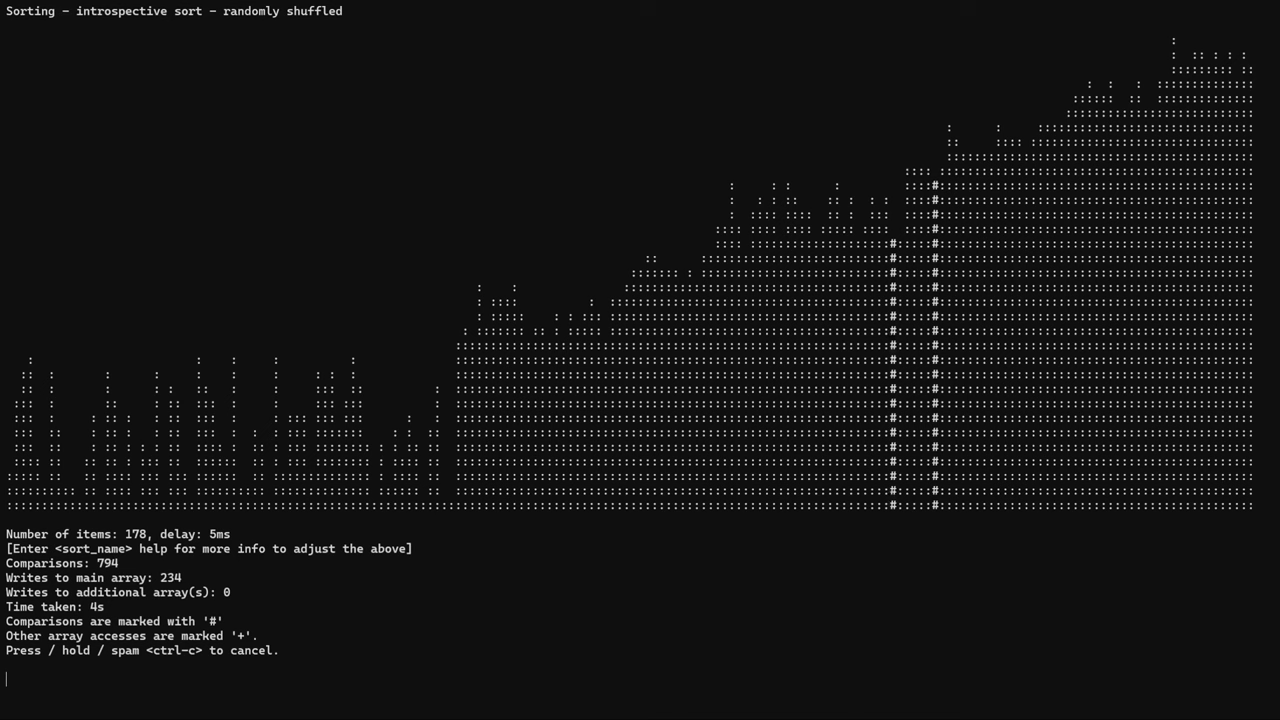 Sorting - introspective sort - randomly shuffled
Number of items: 178, delay: 5ms
[Enter <sort_name> help for more info to adjust the above]
Comparisons: 794
Writes to main array: 234
Writes to additional array(s): 0
Time taken: 4s
Comparisons are marked with '#'
Other array accesses are marked '+'.
Press / hold / spam <ctrl-c> to cancel.